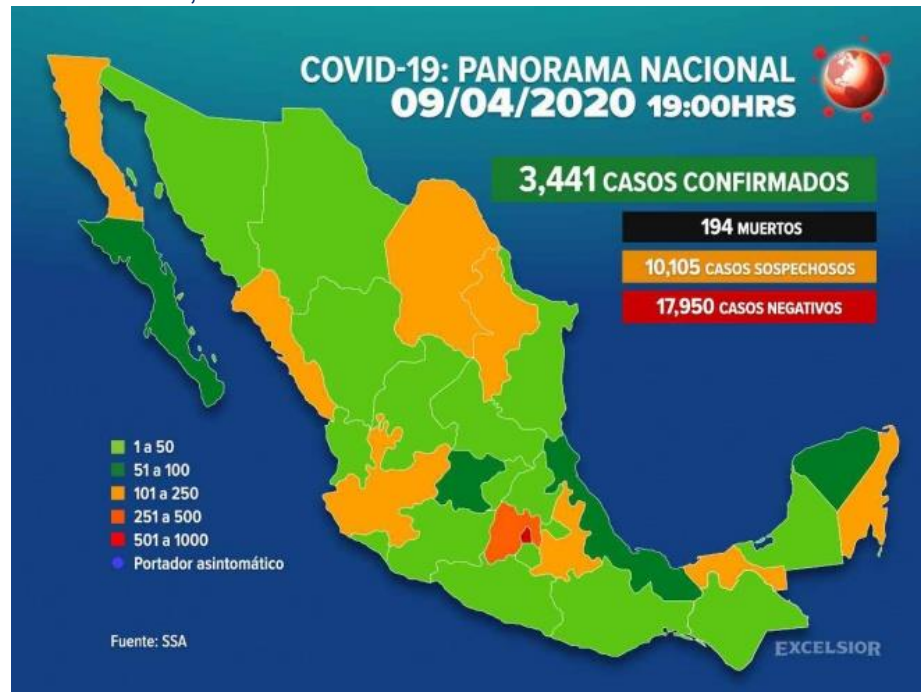 COVID-19: PANORAMA NACIONAL
09/04/2020 19:00HRS
3,441 CASOS CONFIRMADOS
194 MUERTOS
10,105 CASOS SOSPECHOSOS
17,950 CASOS NEGATIVOS
1 a 50
51 a 100
101 a 250
251 a 500
501 a 1000
Portador asintomático
Fuente: SSA
EXCELSIOR